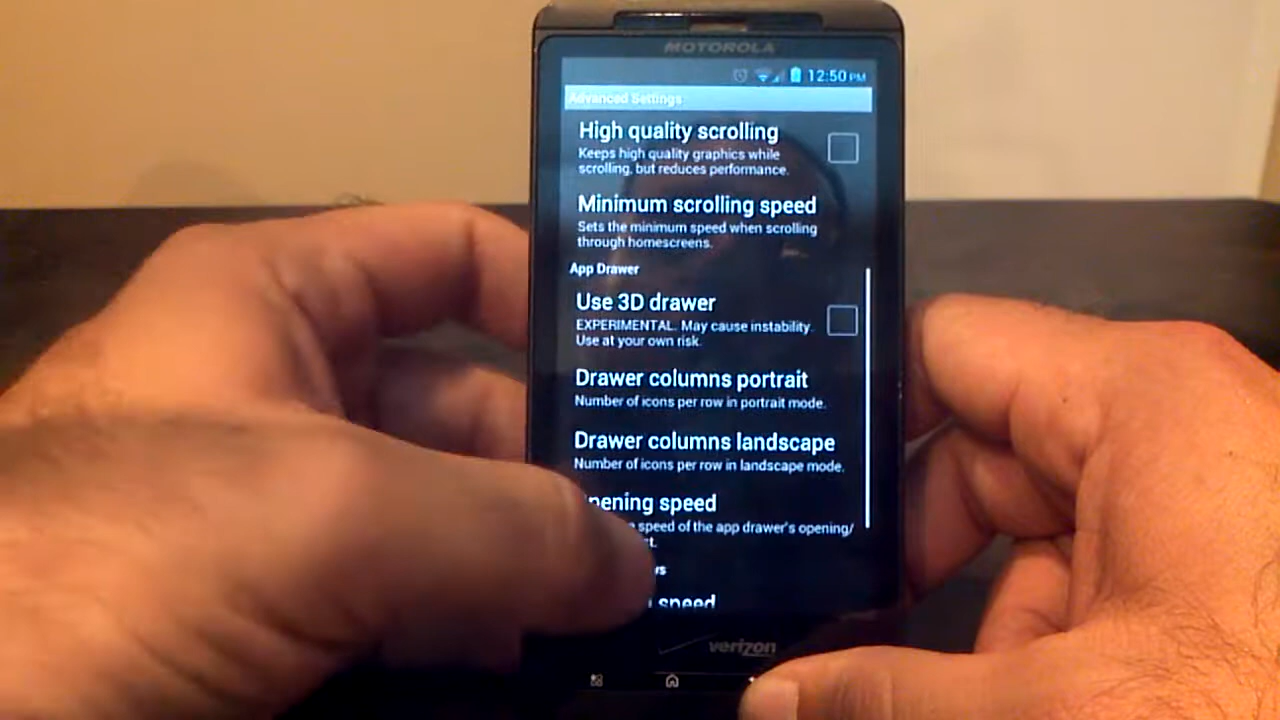 MOTOROLA
12:50 PM
Advanced Settings
High quality scrolling
Keeps high quality graphics while
scrolling, but reduces performance.
Minimum scrolling speed
Sets the minimum speed when scrolling
through homescreens.
App Drawer
Use 3D drawer
EXPERIMENTAL. May cause instability.
Use at your own risk.
Drawer columns portrait
Number of icons per row in portrait mode.
Drawer columns landscape
Number of icons per row in landscape mode.
pening speed
speed of the app drawer's opening/
speed
verizon